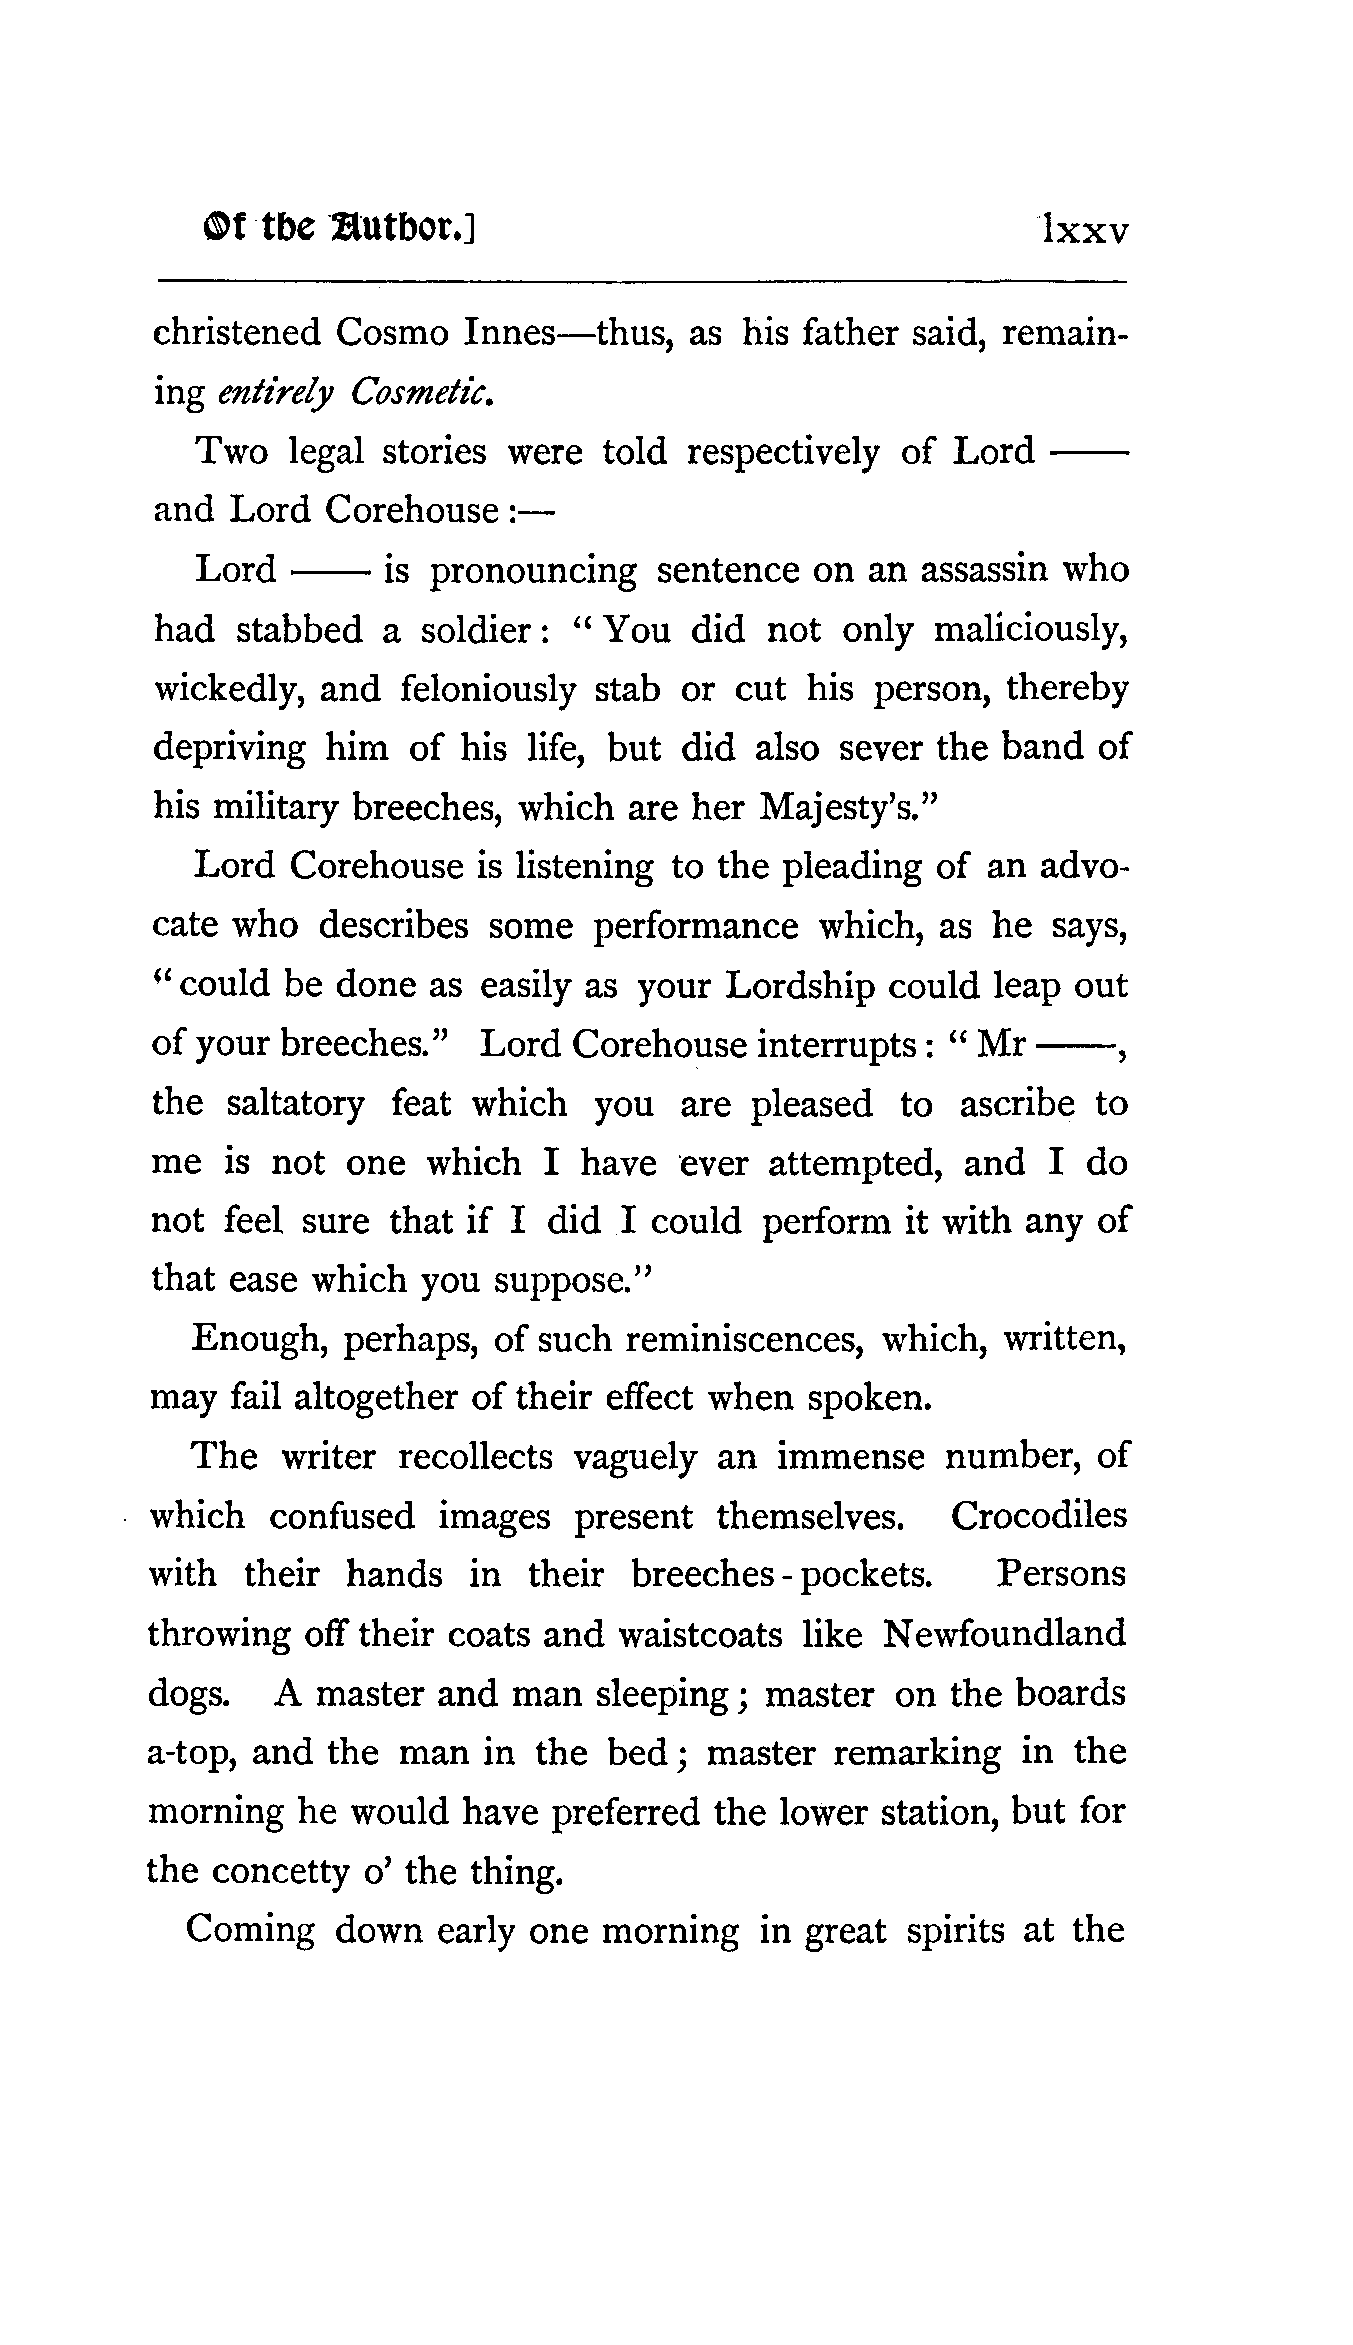 Of the Author.] lxxv
christened Cosmo Innes—thus, as his father said, remain-
ing entirely Cosmetic.
Two legal stories were told respectively of Lord ——
and Lord Corehouse :—
Lord —— is pronouncing sentence on an assassin who
had stabbed a soldier : “ You did not only maliciously,
wickedly, and feloniously stab or cut his person, thereby
depriving him of his life, but did also sever the band of
his military breeches, which are her Majesty’s.”
Lord Corehouse is listening to the pleading of an advo-
cate who describes some performance which, as he says,
“ could be done as easily as your Lordship could leap out
of your breeches.” Lord Corehouse interrupts : “ Mr ——,
the saltatory feat which you are pleased to ascribe to
me is not one which I have ever attempted, and I do
not feel sure that if I did I could perform it with any of
that ease which you suppose.”
Enough, perhaps, of such reminiscences, which, written,
may fail altogether of their effect when spoken.
The writer recollects vaguely an immense number, of
which confused images present themselves. Crocodiles
with their hands in their breeches-pockets. Persons
throwing off their coats and waistcoats like Newfoundland
dogs. A master and man sleeping ; master on the boards
a-top, and the man in the bed ; master remarking in the
morning he would have preferred the lower station, but for
the concetty o’ the thing.
Coming down early one morning in great spirits at the